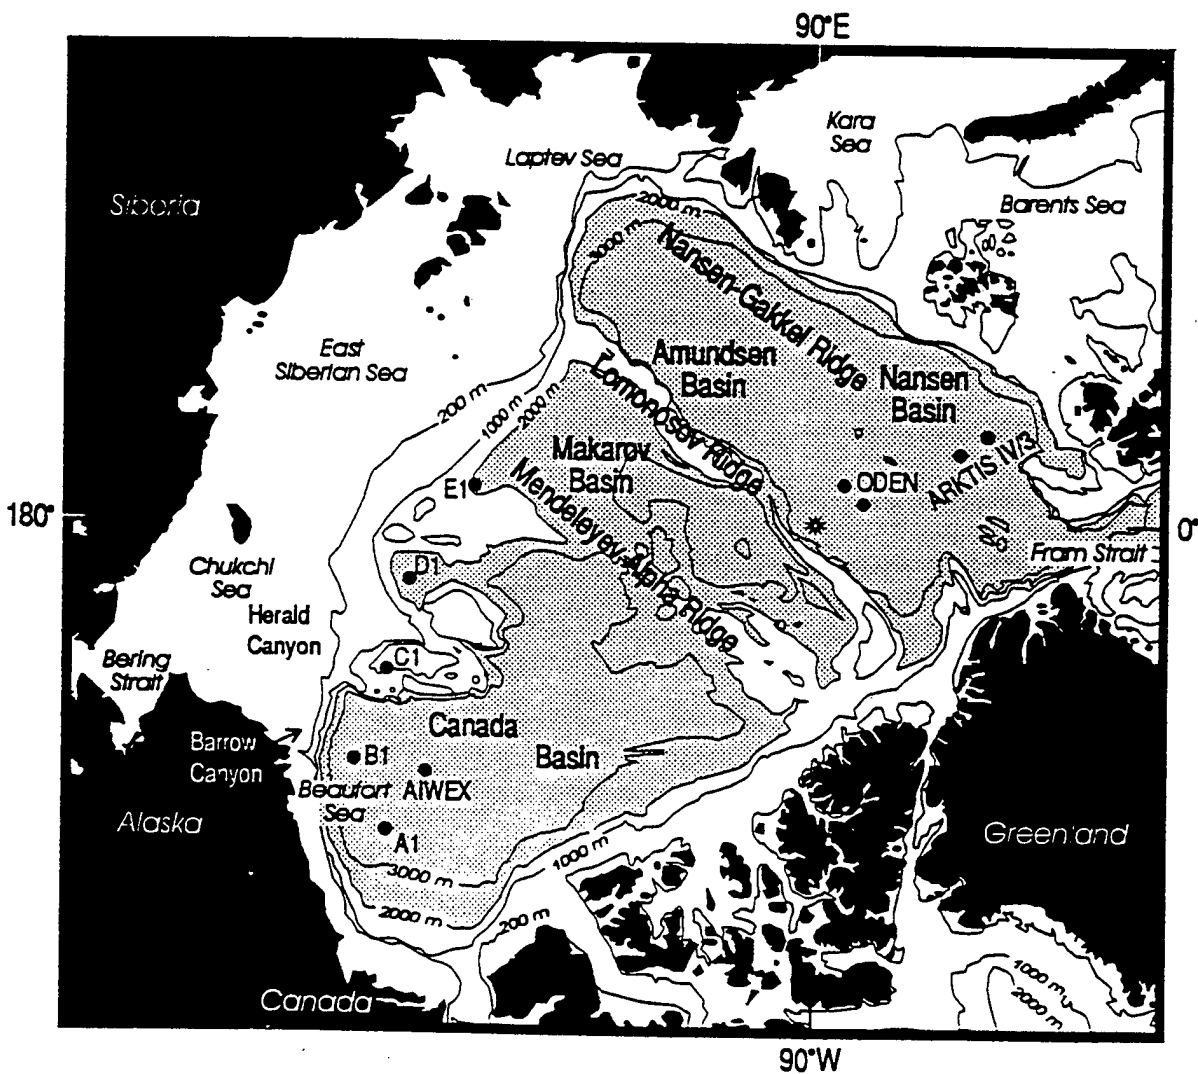 90°E
Kara
Sea
Laptev Sea
Siberia
Barents Sea
2000 m
3000 m
Nansen-Gakkel Ridge
East
Siberian Sea
Amundsen
Basin
Nansen
Basin
Lomonosov Ridge
200 m
1000 m
2000 m
Makarov
Basin
E1
Mendeleyev-Alpha Ridge
ODEN
ARKTIS IV/3
180°
0°
Fram Strait
Chukchi
Sea
D1
Herald
Canyon
Bering
Strait
C1
Canada
Basin
Barrow
Canyon
B1
Beaufort
Sea
AIWEX
Alaska
A1
Greenland
3000 m
1000 m
2000 m
200 m
1000 m
2000 m
Canada
90°W